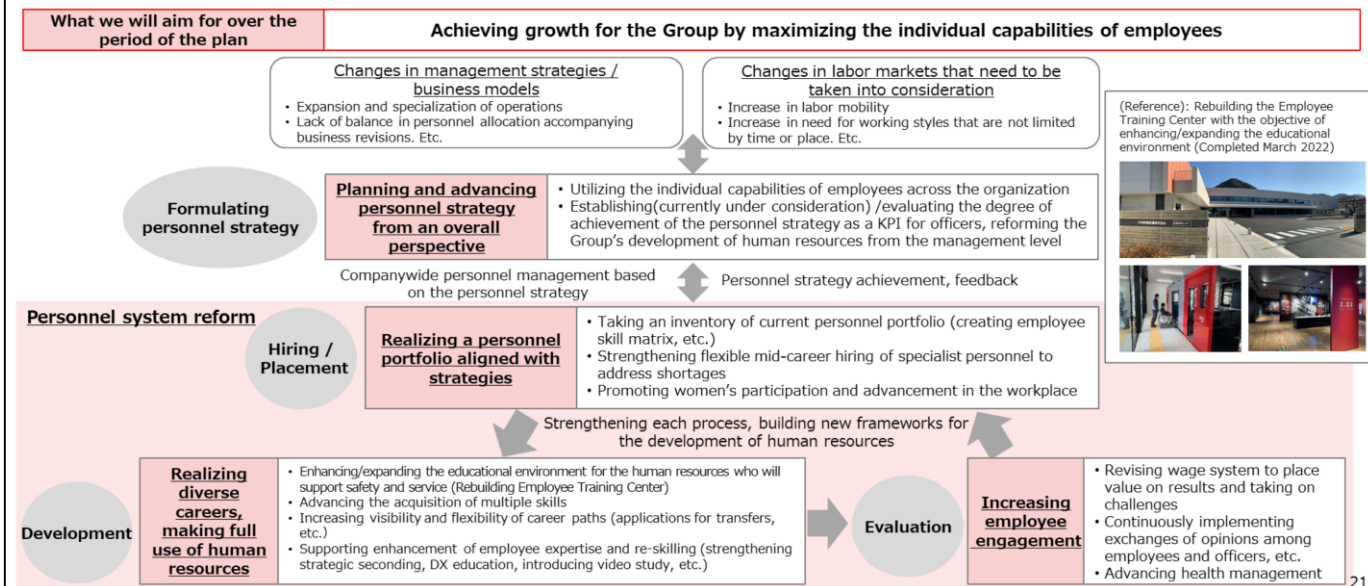 What we will aim for over the
period of the plan
Achieving growth for the Group by maximizing the individual capabilities of employees
Changes in management strategies /
business models
• Expansion and specialization of operations
• Lack of balance in personnel allocation accompanying
business revisions. Etc.
Changes in labor markets that need to be
taken into consideration
• Increase in labor mobility
• Increase in need for working styles that are not limited
by time or place. Etc.
(Reference): Rebuilding the Employee
Training Center with the objective of
enhancing/expanding the educational
environment (Completed March 2022)
Formulating
personnel strategy
Planning and advancing
personnel strategy
from an overall
perspective
• Utilizing the individual capabilities of employees across the organization
• Establishing(currently under consideration) /evaluating the degree of
achievement of the personnel strategy as a KPI for officers, reforming the
Group's development of human resources from the management level
Companywide personnel management based
on the personnel strategy
Personnel strategy achievement, feedback
Personnel system reform
Hiring /
Placement
Realizing a personnel
portfolio aligned with
strategies
• Taking an inventory of current personnel portfolio (creating employee
skill matrix, etc.)
• Strengthening flexible mid-career hiring of specialist personnel to
address shortages
• Promoting women's participation and advancement in the workplace
Strengthening each process, building new frameworks for
the development of human resources
Development
Realizing
diverse
careers,
making full
use of human
resources
• Enhancing/expanding the educational environment for the human resources who will
support safety and service (Rebuilding Employee Training Center)
• Advancing the acquisition of multiple skills
• Increasing visibility and flexibility of career paths (applications for transfers,
etc.)
• Supporting enhancement of employee expertise and re-skilling (strengthening
strategic seconding, DX education, introducing video study, etc.)
Evaluation
Increasing
employee
engagement
• Revising wage system to place
value on results and taking on
challenges
• Continuously implementing
exchanges of opinions among
employees and officers, etc.
• Advancing health management
21